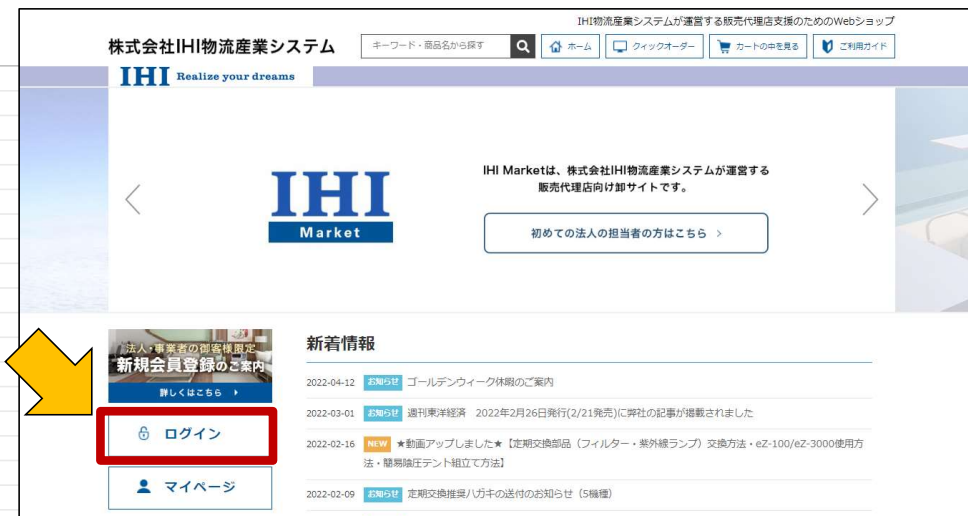 IHI物流産業システムが運営する販売代理店支援のためのWebショップ
株式会社IHI物流産業システム
キーワード・商品名から探す
ホーム
クィックオーダー
カートの中を見る
ご利用ガイド
IHI Realize your dreams
IHI
Market
IHI Marketは、株式会社IHI物流産業システムが運営する
販売代理店向け卸サイトです。
初めての法人の担当者の方はこちら >
法人・事業者の御客様限定
新規会員登録のご案内
詳しくはこちら
ログイン
マイページ
新着情報
2022-04-12 お知らせ ゴールデンウィーク休暇のご案内
2022-03-01 お知らせ 週刊東洋経済 2022年2月26日発行(2/21発売)に弊社の記事が掲載されました
2022-02-16 NEW ★動画アップしました★【定期交換部品（フィルター・紫外線ランプ）交換方法・eZ-100/eZ-3000使用方
法・簡易陰圧テント組立て方法】
2022-02-09 お知らせ 定期交換推奨ハガキの送付のお知らせ（5機種）